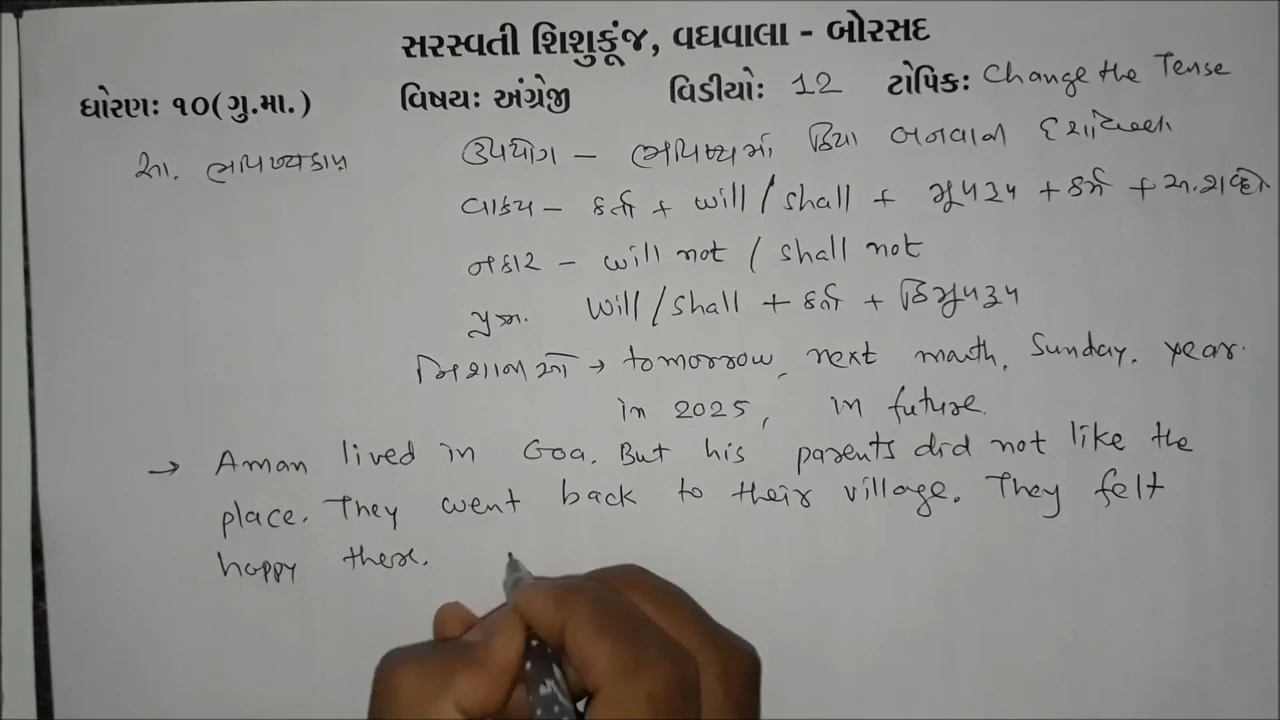 સરસ્વતી શિશુકૂંજ, વઘવાલા - બોરસદ
ધોરણઃ ૧૦(ગુ.મા.) વિષયઃ અંગ્રેજી વિડીયોઃ 12 ટોપિકઃ Change the Tense
સા. ભવિષ્યકાળ ઉપયોગ - ભવિષ્યમાં ક્રિયા બનવાની દર્શાવવા
વાક્ય - કર્તા + will / shall + મૂળરૂપ + કર્મ + અ.શબ્દો
નકાર - will not / shall not
પ્રશ્ન. Will / shall + કર્તા + ક્રિમૂળરૂપ
નિશાનીઓ → tomorrow, next month, Sunday, year.
in 2025, in future.
→ Aman lived in Goa. But his parents did not like the
place. They went back to their village. They felt
happy there.